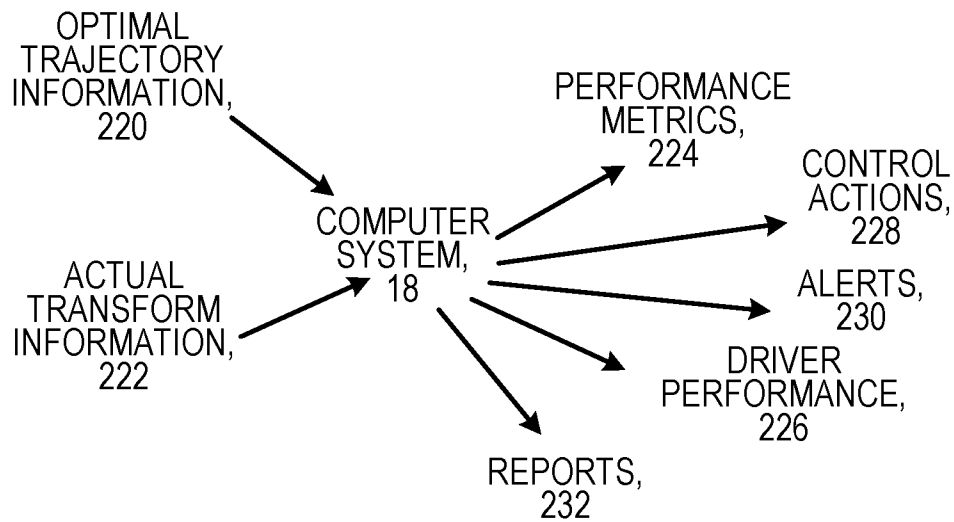 OPTIMAL
TRAJECTORY
INFORMATION,
220
PERFORMANCE
METRICS,
224
CONTROL
ACTIONS,
228
COMPUTER
SYSTEM,
18
ACTUAL
TRANSFORM
INFORMATION,
222
ALERTS,
230
DRIVER
PERFORMANCE,
226
REPORTS,
232